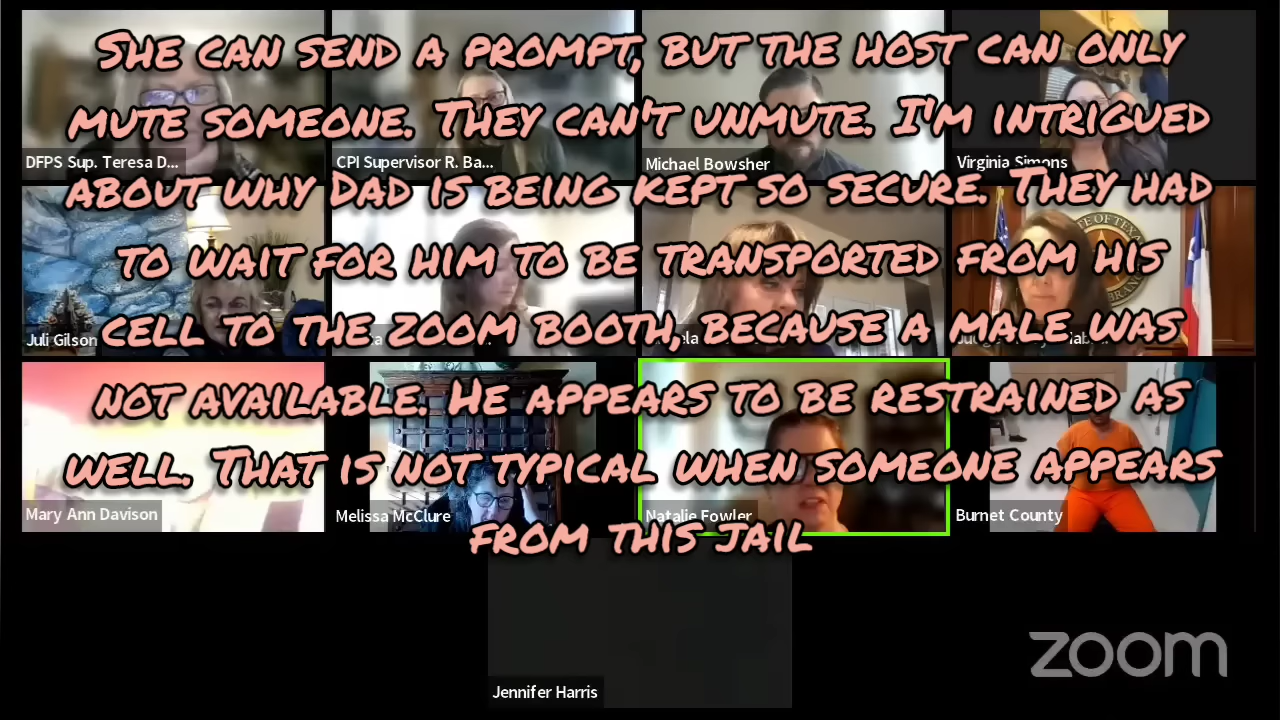 She can send a prompt, but the host can only
mute someone. They can't unmute. I'm intrigued
about why Dad is being kept so secure. They had
to wait for him to be transported from his
cell to the zoom booth, because a male was
not available. He appears to be restrained as
well. That is not typical when someone appears
from this jail
DFPS Sup. Teresa D...
CPI Supervisor R. Ba...
Michael Bowsher
Virginia Simons
Juli Gilson
Mary Ann Davison
Melissa McClure
Natalie Fowler
Burnet County
Jennifer Harris
zoom